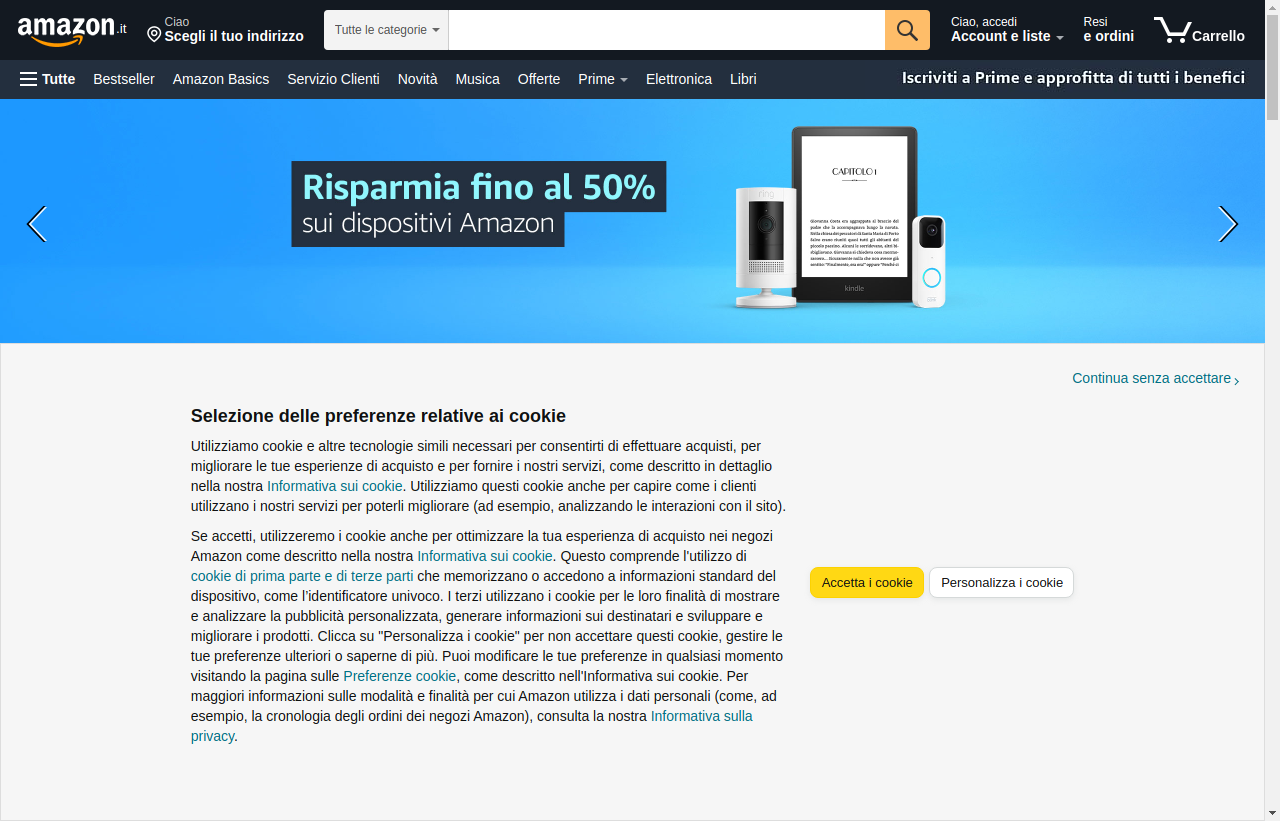 amazon.it
Ciao
Scegli il tuo indirizzo
Tutte le categorie
Ciao, accedi
Account e liste
Resi
e ordini
Carrello
Tutte
Bestseller
Amazon Basics
Servizio Clienti
Novità
Musica
Offerte
Prime
Elettronica
Libri
Iscriviti a Prime e approfitta di tutti i benefici
Risparmia fino al 50%
sui dispositivi Amazon
ring
CAPITOLO 1
kindle
Continua senza accettare
Selezione delle preferenze relative ai cookie
Utilizziamo cookie e altre tecnologie simili necessari per consentirti di effettuare acquisti, per
migliorare le tue esperienze di acquisto e per fornire i nostri servizi, come descritto in dettaglio
nella nostra Informativa sui cookie. Utilizziamo questi cookie anche per capire come i clienti
utilizzano i nostri servizi per poterli migliorare (ad esempio, analizzando le interazioni con il sito).
Se accetti, utilizzeremo i cookie anche per ottimizzare la tua esperienza di acquisto nei negozi
Amazon come descritto nella nostra Informativa sui cookie. Questo comprende l'utilizzo di
cookie di prima parte e di terze parti che memorizzano o accedono a informazioni standard del
dispositivo, come l’identificatore univoco. I terzi utilizzano i cookie per le loro finalità di mostrare
e analizzare la pubblicità personalizzata, generare informazioni sui destinatari e sviluppare e
migliorare i prodotti. Clicca su "Personalizza i cookie" per non accettare questi cookie, gestire le
tue preferenze ulteriori o saperne di più. Puoi modificare le tue preferenze in qualsiasi momento
visitando la pagina sulle Preferenze cookie, come descritto nell'Informativa sui cookie. Per
maggiori informazioni sulle modalità e finalità per cui Amazon utilizza i dati personali (come, ad
esempio, la cronologia degli ordini dei negozi Amazon), consulta la nostra Informativa sulla
privacy.
Accetta i cookie
Personalizza i cookie